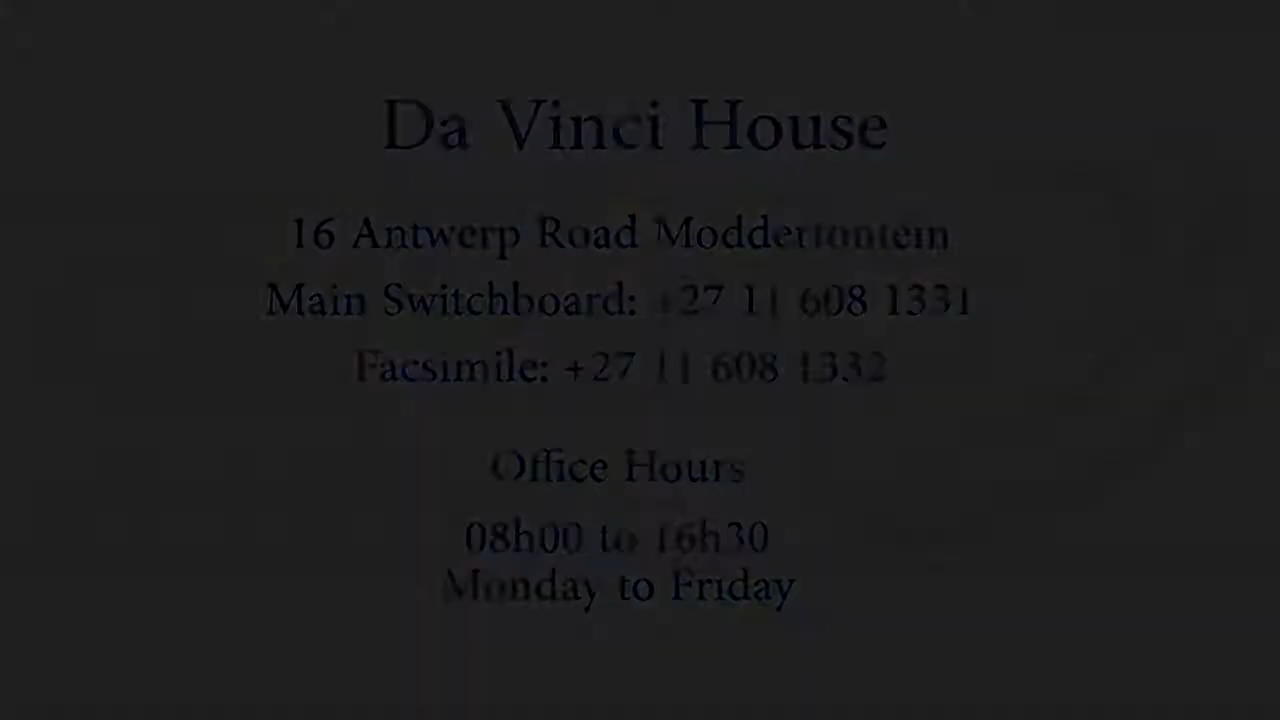 Da Vinci House
16 Antwerp Road Modderfontein
Main Switchboard: +27 11 608 1331
Facsimile: +27 11 608 1332
Office Hours
08h00 to 16h30
Monday to Friday